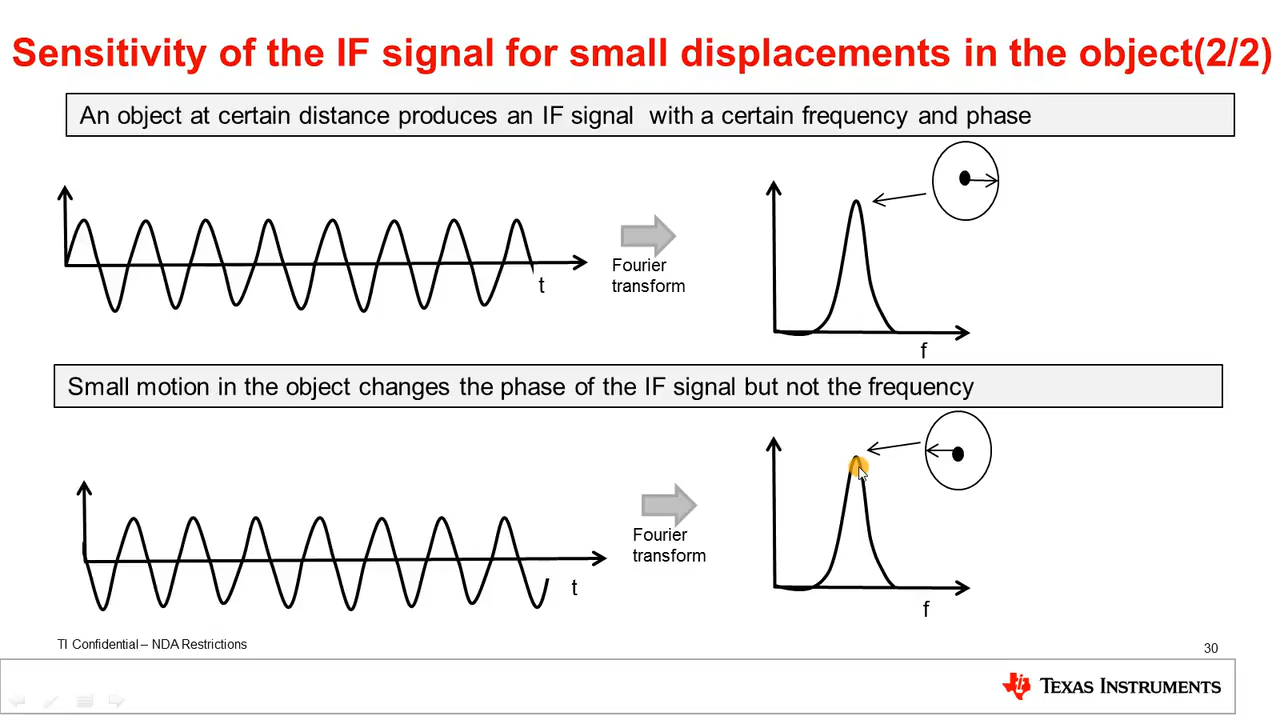 Sensitivity of the IF signal for small displacements in the object(2/2)
An object at certain distance produces an IF signal with a certain frequency and phase
Fourier
transform
t
f
Small motion in the object changes the phase of the IF signal but not the frequency
Fourier
transform
t
f
TI Confidential – NDA Restrictions
30
TEXAS INSTRUMENTS